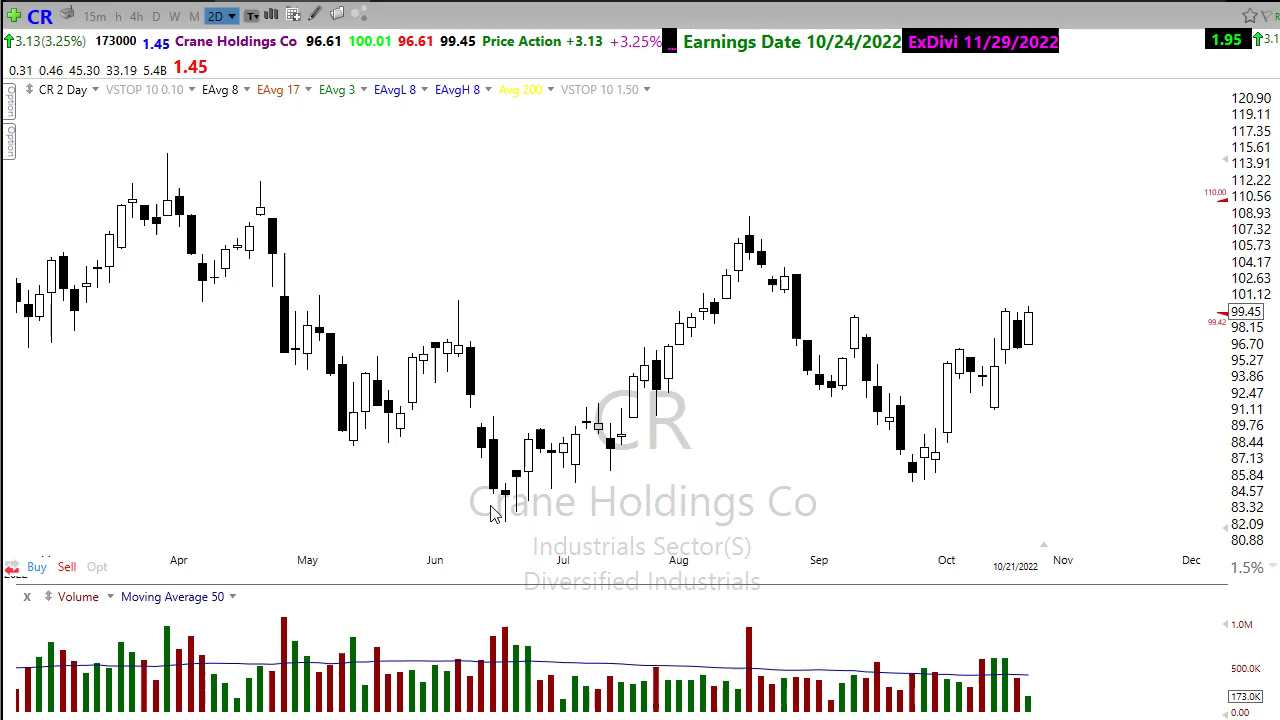 CR 15m h 4h D W M 2D T
3.13(3.25%) 173000 1.45 Crane Holdings Co 96.61 100.01 96.61 99.45 Price Action +3.13 +3.25% ... Earnings Date 10/24/2022 ExDivi 11/29/2022 1.95 3.1
0.31 0.46 45.30 33.19 5.4B 1.45
Option CR 2 Day VSTOP 10 0.10 EAvg 8 EAvg 17 EAvg 3 EAvgL 8 EAvgH 8 Avg 200 VSTOP 10 1.50
Option
120.90
119.11
117.35
115.61
113.91
112.22
110.00
110.56
108.93
107.32
105.73
104.17
102.63
101.12
99.45
99.42
98.15
96.70
95.27
93.86
92.47
91.11
89.76
88.44
87.13
85.84
84.57
83.32
82.09
80.88
CR
Crane Holdings Co
Industrials Sector(S)
Diversified Industrials
Apr May Jun Jul Aug Sep Oct 10/21/2022 Nov Dec
Buy Sell Opt 1.5%
x Volume Moving Average 50
1.0M
500.0K
173.0K
0.00